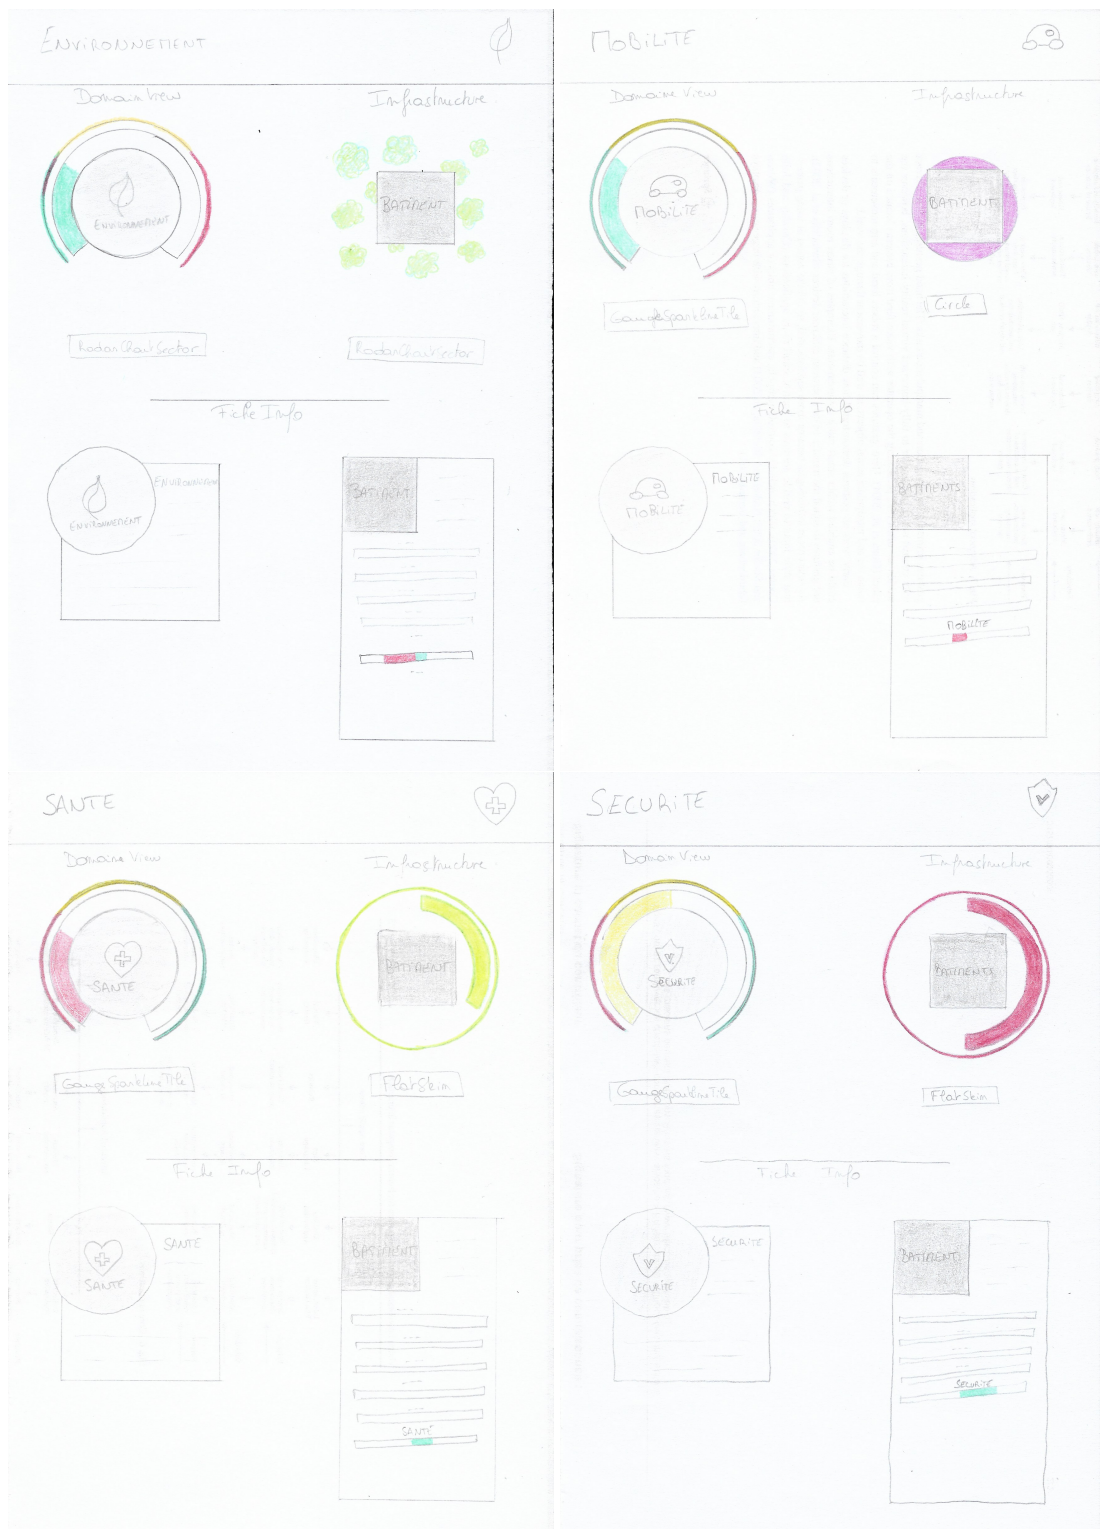 ENVIRONNEMENT
Domain View
Infrastructure
ENVIRONNEMENT
BATIMENT
RadarChartSector
RadarChartSector
Fiche Info
ENVIRONNEMENT
ENVIRONNEMEN
BATIMENT
MOBILITE
Domaine View
Infrastructure
MOBILITE
BATIMENT
GaugeSparklineTile
Circle
Fiche Info
MOBILITE
MOBILITE
BATIMENTS
MOBILITE
SANTE
Domaine View
Infrastructure
SANTE
BATIMENT
GaugeSparklineTile
FlatSkin
Fiche Info
SANTE
SANTE
BATIMENT
SANTE
SECURITE
Domain View
Infrastructure
SECURITE
BATIMENTS
GaugeSparklineTile
FlatSkin
Fiche Info
SECURITE
SECURITE
BATIMENT
SECURITE